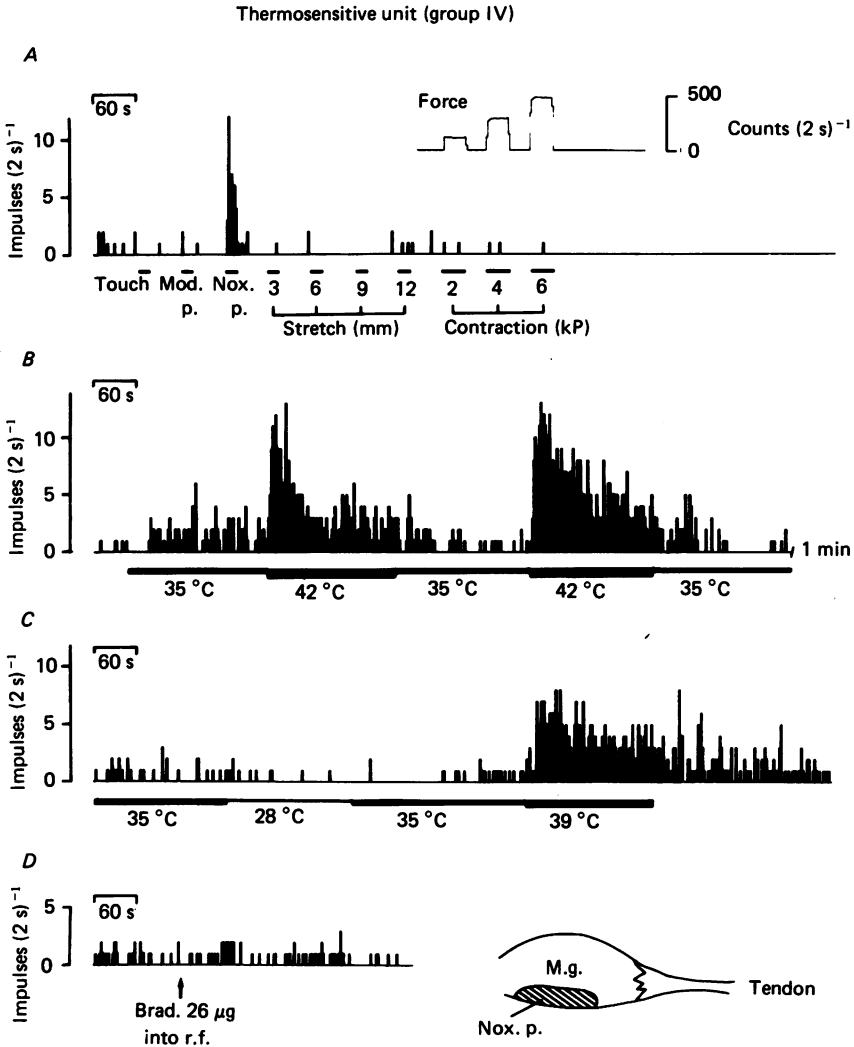 Thermosensitive unit (group IV)
A
60 s
Force
500
0
Counts (2 s)⁻¹
Impulses (2 s)⁻¹
10
5
0
Touch Mod. Nox. 3 6 9 12 2 4 6
p. p.
Stretch (mm) Contraction (kP)
B
60 s
Impulses (2 s)⁻¹
10
5
0
1 min
35 °C 42 °C 35 °C 42 °C 35 °C
C
60 s
Impulses (2 s)⁻¹
10
5
0
35 °C 28 °C 35 °C 39 °C
D
60 s
Impulses (2 s)⁻¹
5
0
Brad. 26 µg
into r.f.
M.g.
Tendon
Nox. p.